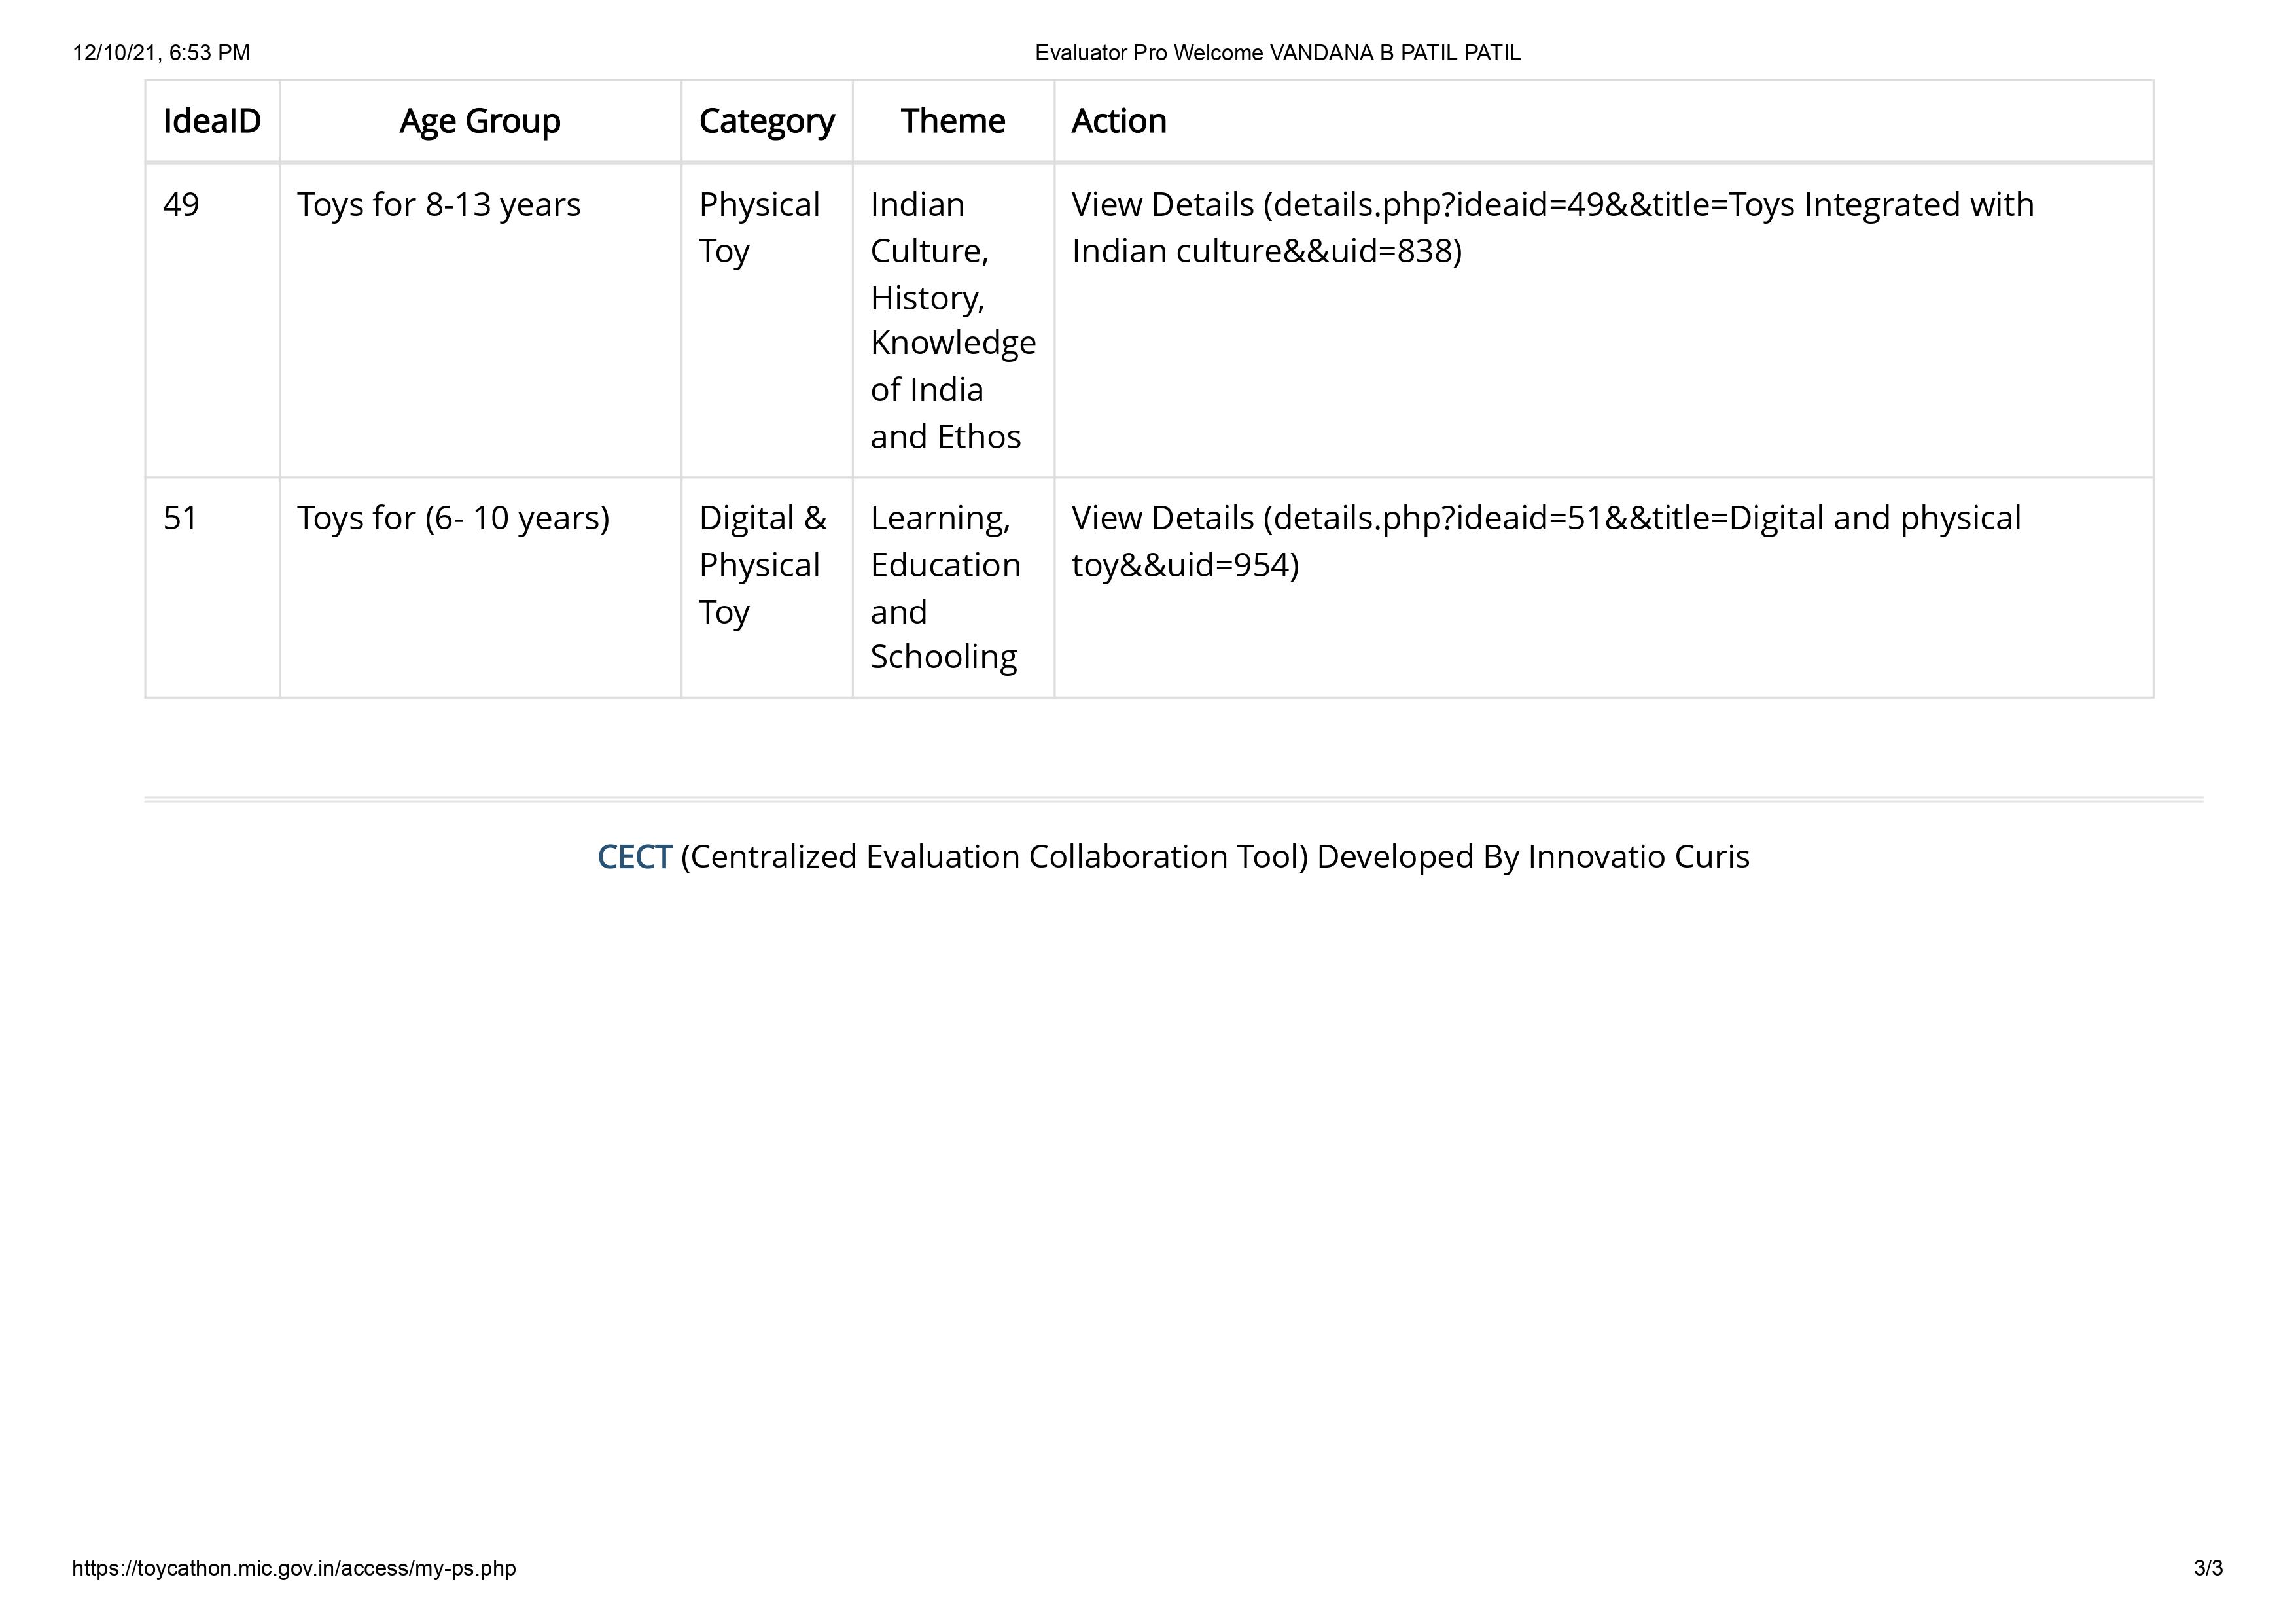 12/10/21, 6:53 PM
Evaluator Pro Welcome VANDANA B PATIL PATIL
IdeaID Age Group Category Theme Action
49 Toys for 8-13 years Physical Indian View Details (details.php?ideaid=49&&title=Toys Integrated with
Toy Culture, Indian culture&&uid=838)
History,
Knowledge
of India
and Ethos
51 Toys for (6- 10 years) Digital & Learning, View Details (details.php?ideaid=51&&title=Digital and physical
Physical Education toy&&uid=954)
Toy and
Schooling
CECT (Centralized Evaluation Collaboration Tool) Developed By Innovatio Curis
https://toycathon.mic.gov.in/access/my-ps.php
3/3